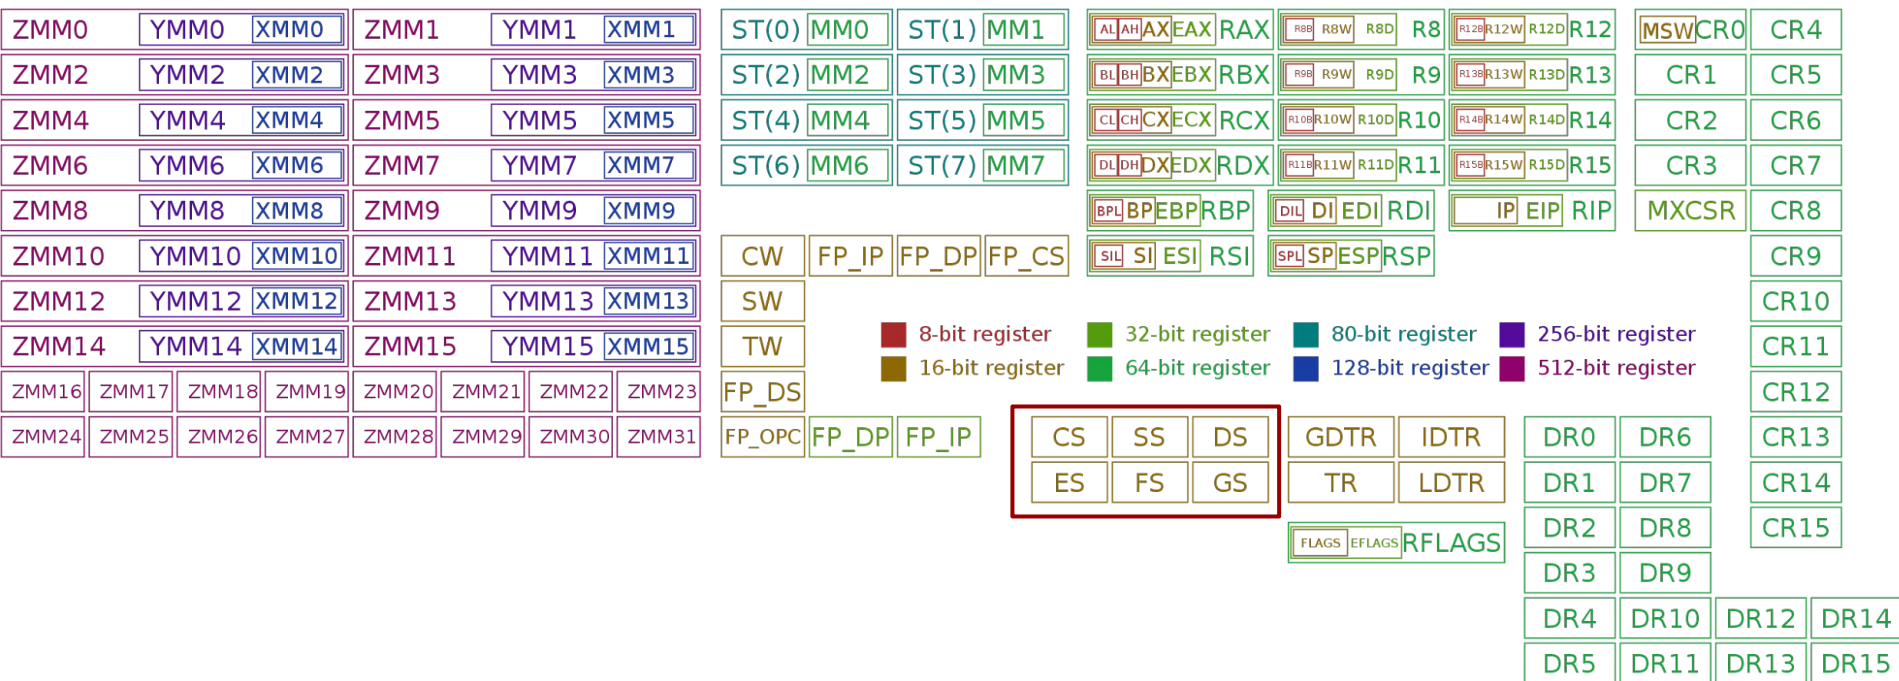 ZMM0 YMM0 XMM0 ZMM1 YMM1 XMM1 ST(0) MM0 ST(1) MM1 AL AH AX EAX RAX R8B R8W R8D R8 R12B R12W R12D R12 MSW CR0 CR4
ZMM2 YMM2 XMM2 ZMM3 YMM3 XMM3 ST(2) MM2 ST(3) MM3 BL BH BX EBX RBX R9B R9W R9D R9 R13B R13W R13D R13 CR1 CR5
ZMM4 YMM4 XMM4 ZMM5 YMM5 XMM5 ST(4) MM4 ST(5) MM5 CL CH CX ECX RCX R10B R10W R10D R10 R14B R14W R14D R14 CR2 CR6
ZMM6 YMM6 XMM6 ZMM7 YMM7 XMM7 ST(6) MM6 ST(7) MM7 DL DH DX EDX RDX R11B R11W R11D R11 R15B R15W R15D R15 CR3 CR7
ZMM8 YMM8 XMM8 ZMM9 YMM9 XMM9 BPL BP EBP RBP DIL DI EDI RDI IP EIP RIP MXCSR CR8
ZMM10 YMM10 XMM10 ZMM11 YMM11 XMM11 CW FP_IP FP_DP FP_CS SIL SI ESI RSI SPL SP ESP RSP CR9
ZMM12 YMM12 XMM12 ZMM13 YMM13 XMM13 SW CR10
8-bit register 32-bit register 80-bit register 256-bit register
ZMM14 YMM14 XMM14 ZMM15 YMM15 XMM15 TW CR11
16-bit register 64-bit register 128-bit register 512-bit register
ZMM16 ZMM17 ZMM18 ZMM19 ZMM20 ZMM21 ZMM22 ZMM23 FP_DS CR12
ZMM24 ZMM25 ZMM26 ZMM27 ZMM28 ZMM29 ZMM30 ZMM31 FP_OPC FP_DP FP_IP CS SS DS GDTR IDTR DR0 DR6 CR13
ES FS GS TR LDTR DR1 DR7 CR14
DR2 DR8 CR15
FLAGS EFLAGS RFLAGS
DR3 DR9
DR4 DR10 DR12 DR14
DR5 DR11 DR13 DR15